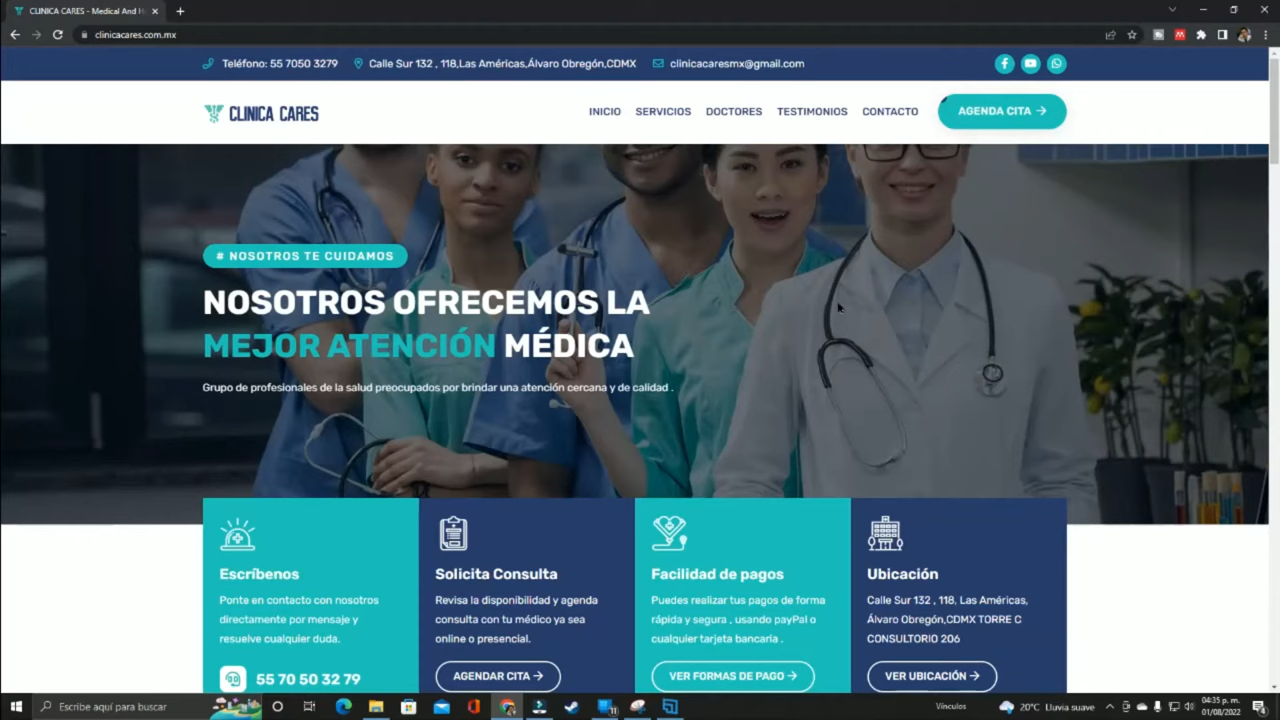 CLINICA CARES - Medical And H
clinicacares.com.mx
Teléfono: 55 7050 3279
Calle Sur 132 , 118,Las Américas,Álvaro Obregón,CDMX
clinicacaresmx@gmail.com
CLINICA CARES
INICIO
SERVICIOS
DOCTORES
TESTIMONIOS
CONTACTO
AGENDA CITA
# NOSOTROS TE CUIDAMOS
NOSOTROS OFRECEMOS LA
MEJOR ATENCIÓN MÉDICA
Grupo de profesionales de la salud preocupados por brindar una atención cercana y de calidad .
Escríbenos
Ponte en contacto con nosotros
directamente por mensaje y
resuelve cualquier duda.
55 70 50 32 79
Solicita Consulta
Revisa la disponibilidad y agenda
consulta con tu médico ya sea
online o presencial.
AGENDAR CITA
Facilidad de pagos
Puedes realizar tus pagos de forma
rápida y segura , usando payPal o
cualquier tarjeta bancaria .
VER FORMAS DE PAGO
Ubicación
Calle Sur 132 , 118, Las Américas,
Álvaro Obregón,CDMX TORRE C
CONSULTORIO 206
VER UBICACIÓN
Escribe aquí para buscar
Vínculos
20°C Lluvia suave
04:35 p. m.
01/08/2022